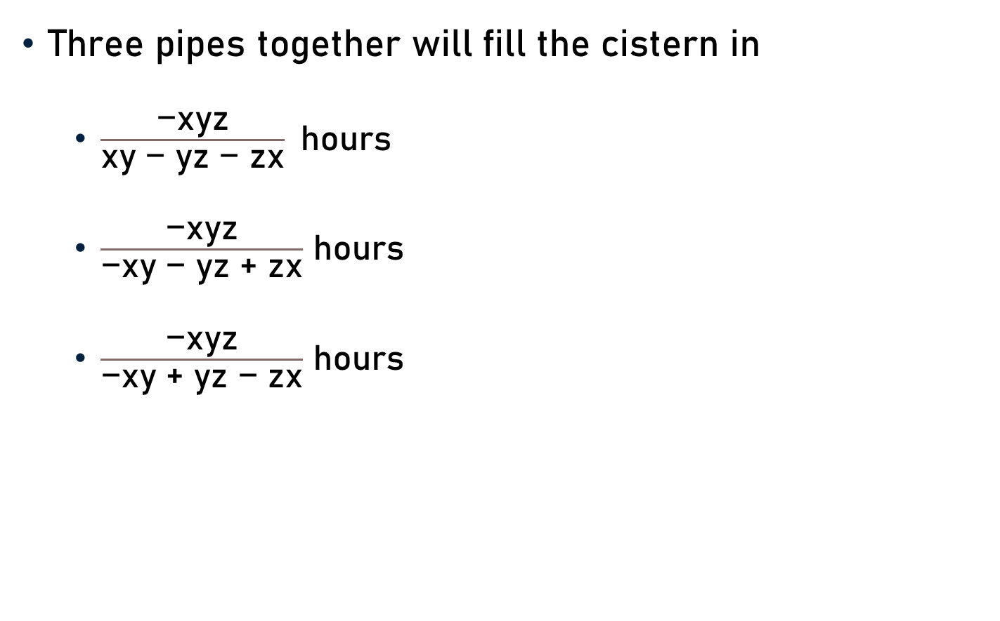 • Three pipes together will fill the cistern in
• −xyz / xy − yz − zx hours
• −xyz / −xy − yz + zx hours
• −xyz / −xy + yz − zx hours